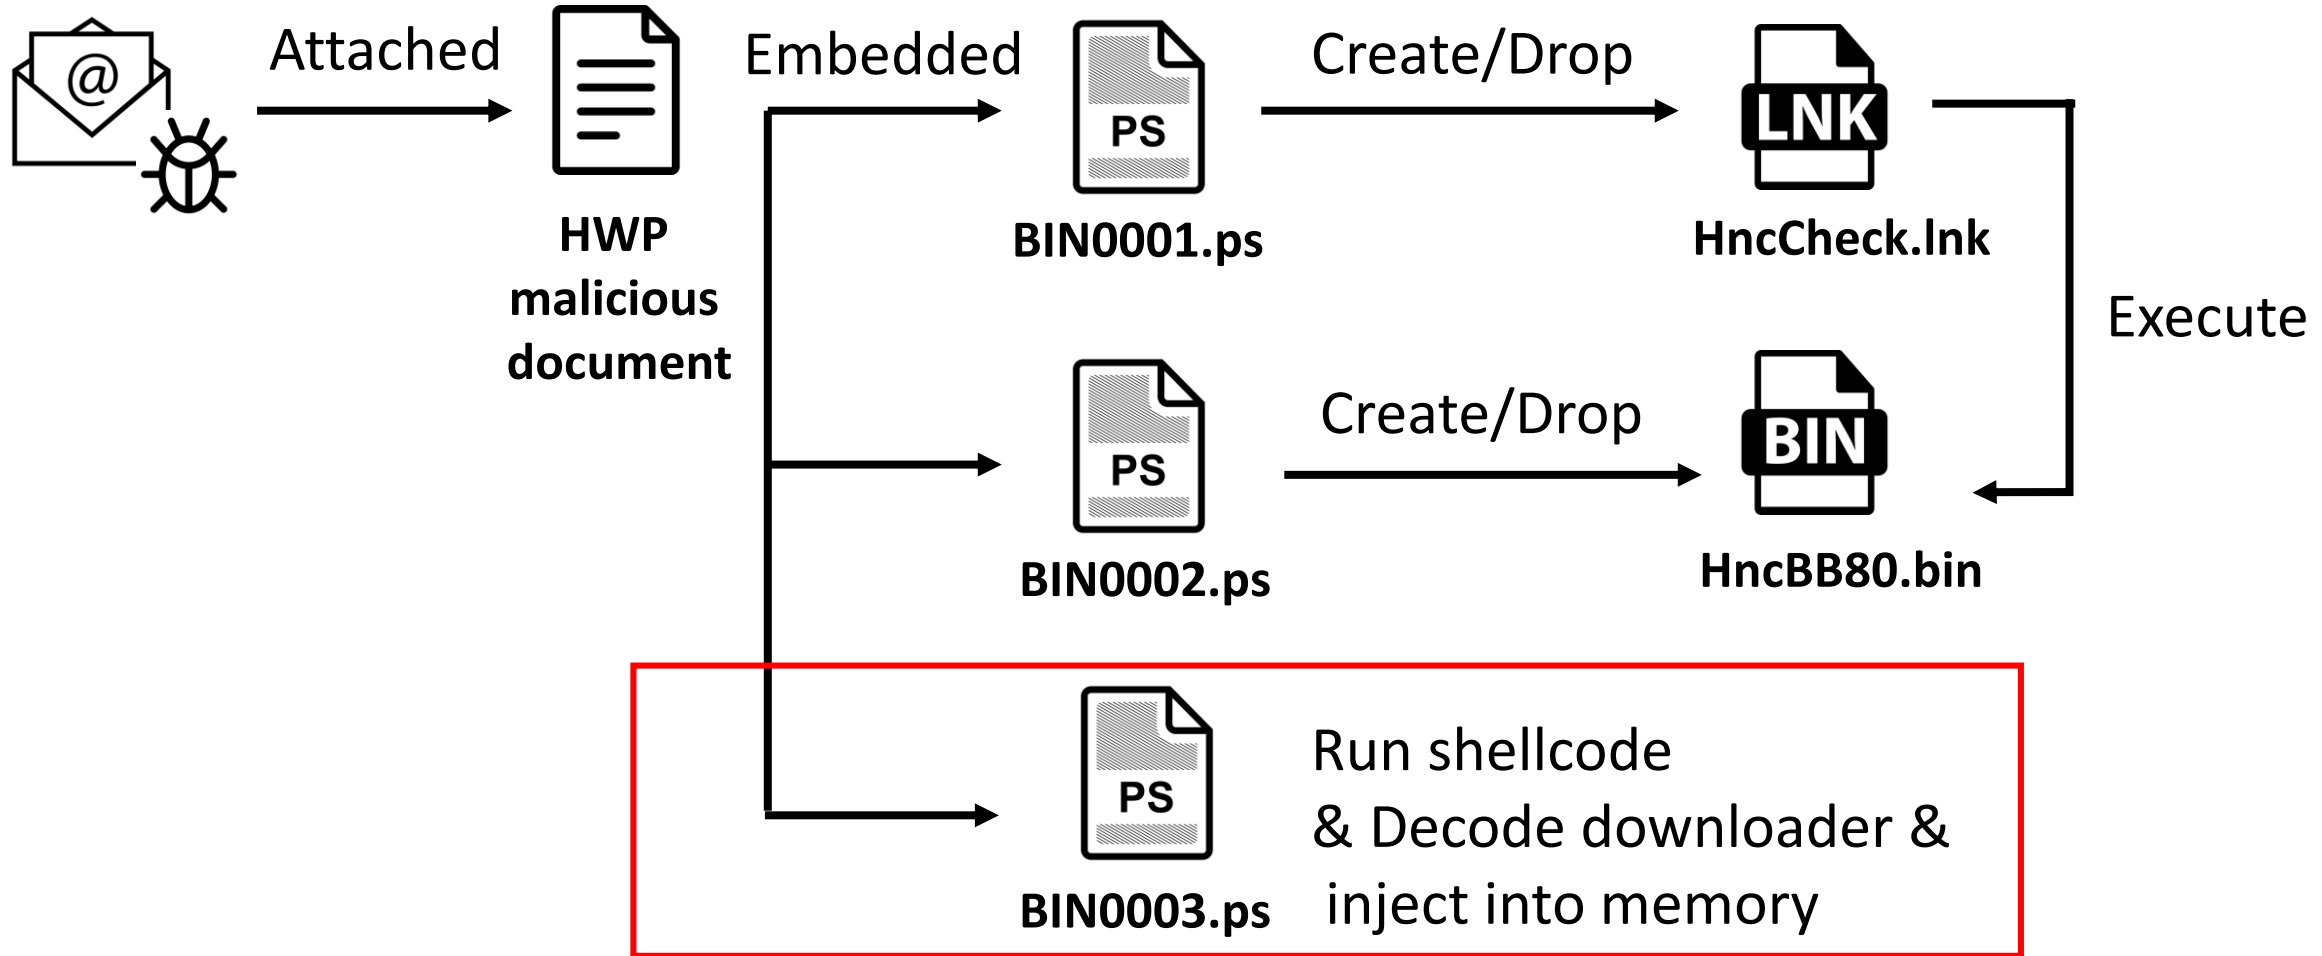 @
Attached
HWP
malicious
document
Embedded
PS
BIN0001.ps
Create/Drop
LNK
HncCheck.lnk
Execute
PS
BIN0002.ps
Create/Drop
BIN
HncBB80.bin
PS
BIN0003.ps
Run shellcode
& Decode downloader &
inject into memory